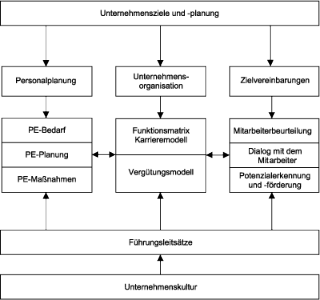 Unternehmensziele und -planung
Personalplanung
Unternehmens-
organisation
Zielvereinbarungen
PE-Bedarf
PE-Planung
PE-Maßnahmen
Funktionsmatrix
Karrieremodell
Vergütungsmodell
Mitarbeiterbeurteilung
Dialog mit dem
Mitarbeiter
Potenzialerkennung
und -förderung
Führungsleitsätze
Unternehmenskultur